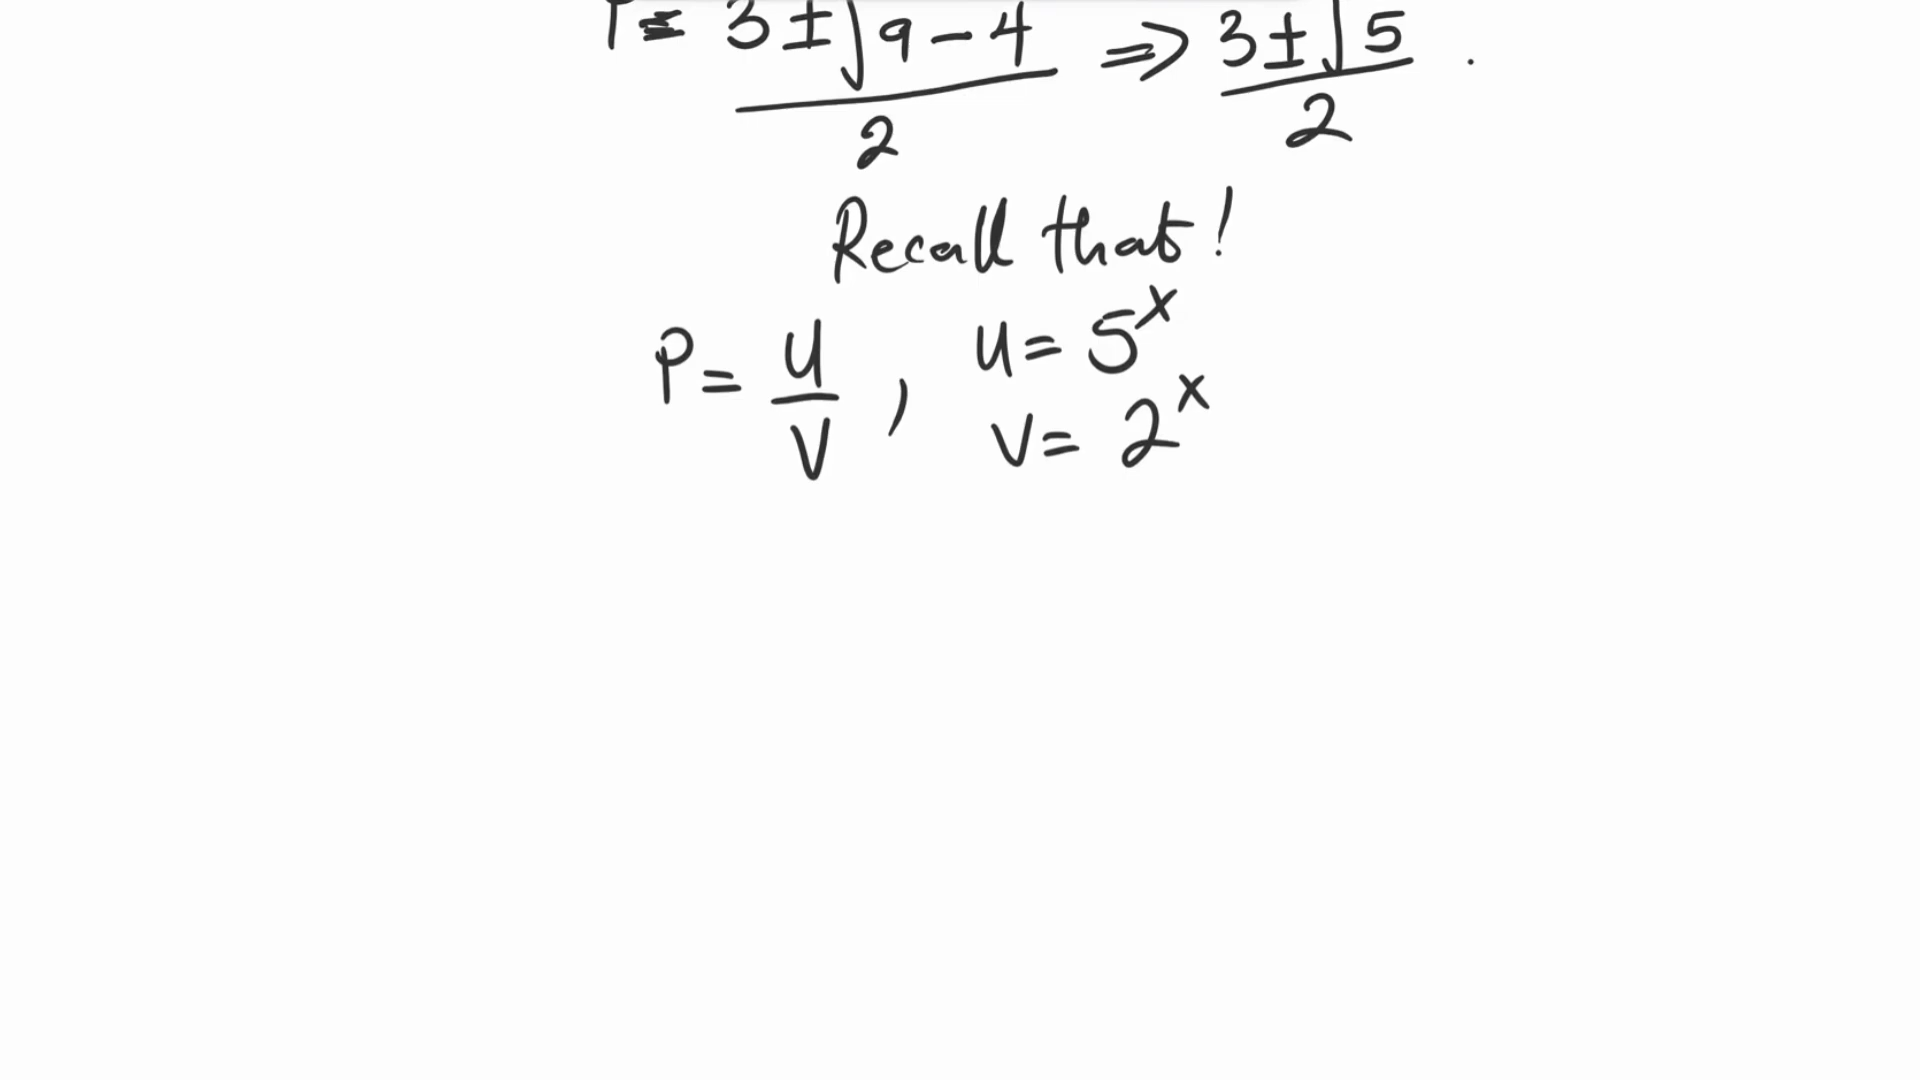 P = 3 ± √9 - 4 / 2 ⇒ 3 ± √5 / 2 .
Recall that!
P = u / v , u = 5^x
v = 2^x